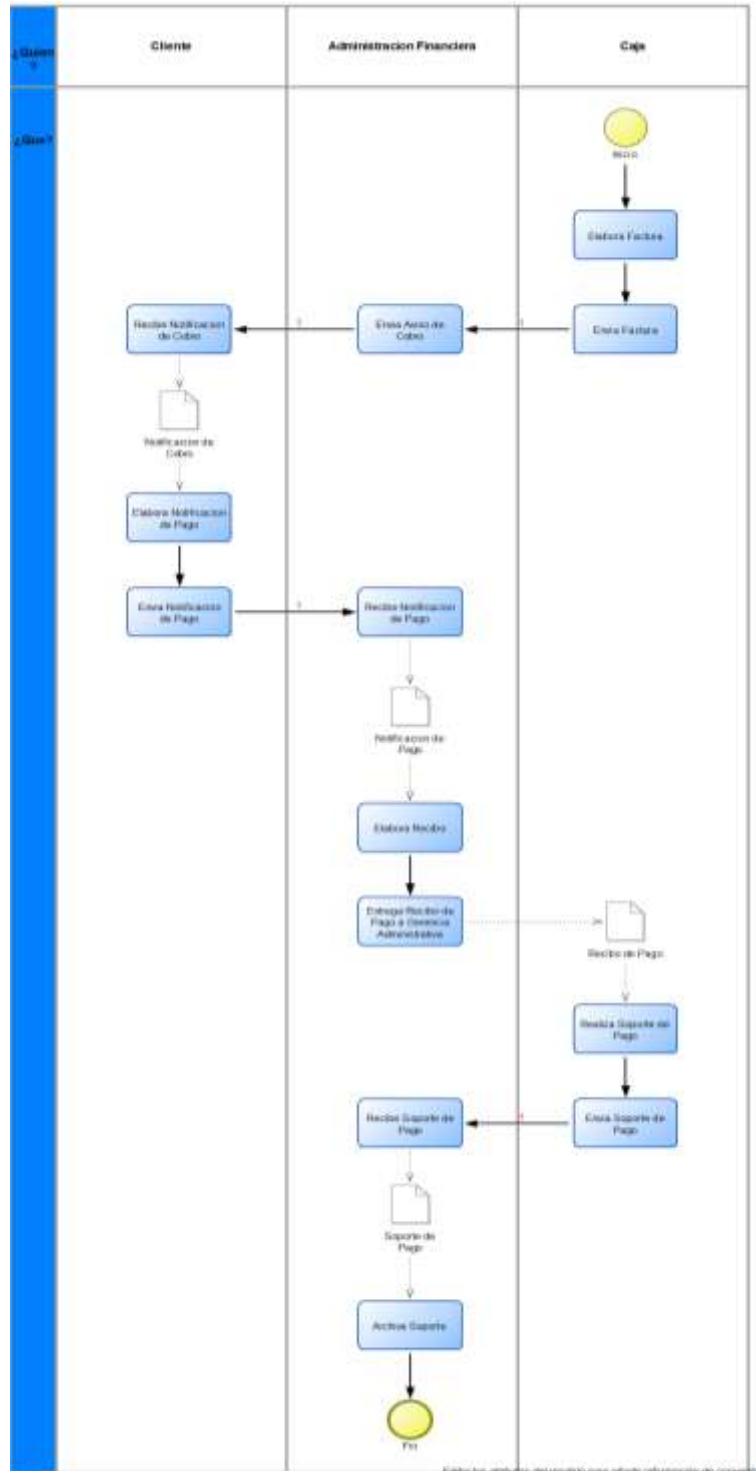 ¿Quien
?
Cliente
Administracion Financiera
Caja
¿Que?
Inicio
Elabora Factura
Recibe Notificacion
de Cobro
Envia Aviso de
Cobro
Envia Factura
Notificacion de
Cobro
Elabora Notificacion
de Pago
Envia Notificacion
de Pago
Recibe Notificacion
de Pago
Notificacion de
Pago
Elabora Recibo
Entrega Recibo de
Pago a Gerencia
Administrativa
Recibo de Pago
Realiza Soporte de
Pago
Recibe Soporte de
Pago
Envia Soporte de
Pago
Soporte de
Pago
Archiva Soporte
Fin